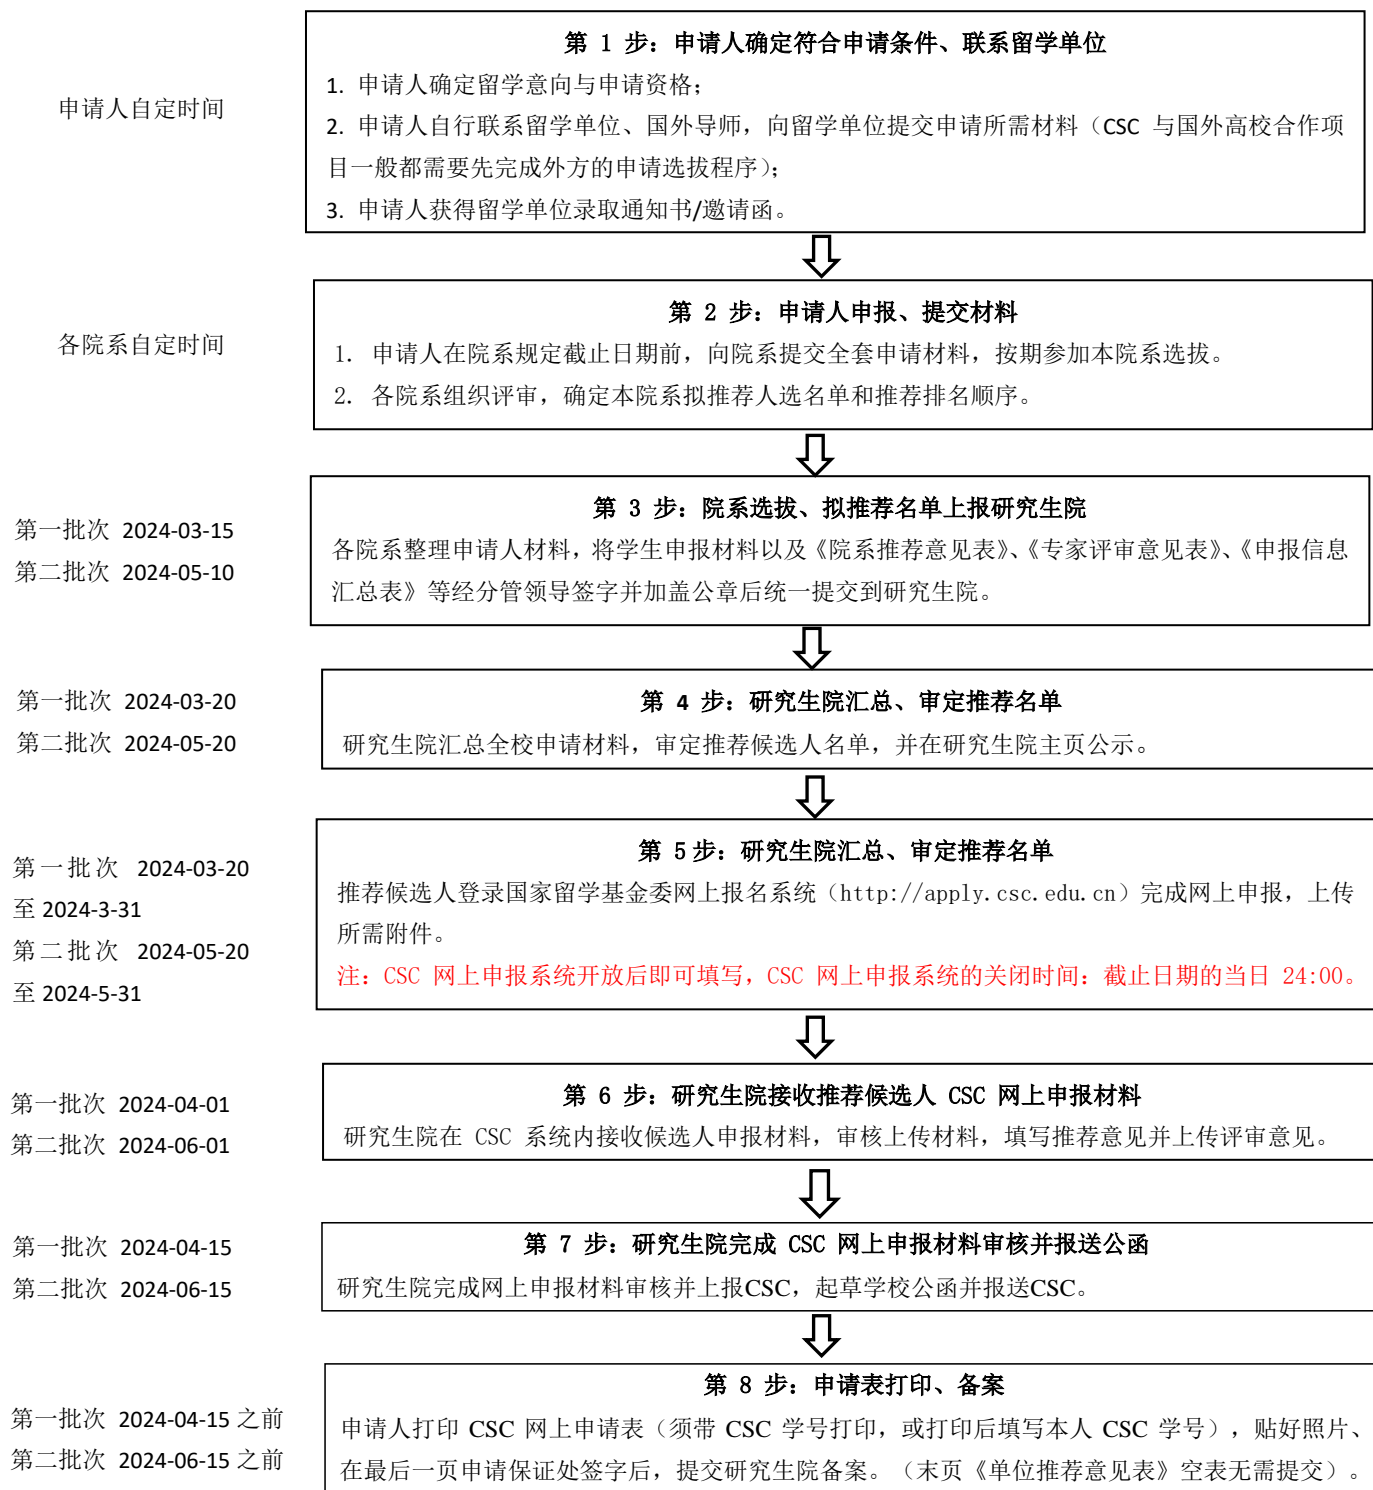 申请人自定时间
第 1 步：申请人确定符合申请条件、联系留学单位
1. 申请人确定留学意向与申请资格；
2. 申请人自行联系留学单位、国外导师，向留学单位提交申请所需材料（CSC 与国外高校合作项
目一般都需要先完成外方的申请选拔程序）；
3. 申请人获得留学单位录取通知书/邀请函。
各院系自定时间
第 2 步：申请人申报、提交材料
1. 申请人在院系规定截止日期前，向院系提交全套申请材料，按期参加本院系选拔。
2. 各院系组织评审，确定本院系拟推荐人选名单和推荐排名顺序。
第一批次 2024-03-15
第二批次 2024-05-10
第 3 步：院系选拔、拟推荐名单上报研究生院
各院系整理申请人材料，将学生申报材料以及《院系推荐意见表》、《专家评审意见表》、《申报信息
汇总表》等经分管领导签字并加盖公章后统一提交到研究生院。
第一批次 2024-03-20
第二批次 2024-05-20
第 4 步：研究生院汇总、审定推荐名单
研究生院汇总全校申请材料，审定推荐候选人名单，并在研究生院主页公示。
第一批次 2024-03-20
至 2024-3-31
第二批次 2024-05-20
至 2024-5-31
第 5 步：研究生院汇总、审定推荐名单
推荐候选人登录国家留学基金委网上报名系统（http://apply.csc.edu.cn）完成网上申报，上传
所需附件。
注：CSC 网上申报系统开放后即可填写，CSC 网上申报系统的关闭时间：截止日期的当日 24:00。
第一批次 2024-04-01
第二批次 2024-06-01
第 6 步：研究生院接收推荐候选人 CSC 网上申报材料
研究生院在 CSC 系统内接收候选人申报材料，审核上传材料，填写推荐意见并上传评审意见。
第一批次 2024-04-15
第二批次 2024-06-15
第 7 步：研究生院完成 CSC 网上申报材料审核并报送公函
研究生院完成网上申报材料审核并上报CSC，起草学校公函并报送CSC。
第一批次 2024-04-15 之前
第二批次 2024-06-15 之前
第 8 步：申请表打印、备案
申请人打印 CSC 网上申请表（须带 CSC 学号打印，或打印后填写本人 CSC 学号），贴好照片、
在最后一页申请保证处签字后，提交研究生院备案。（末页《单位推荐意见表》空表无需提交）。